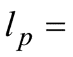 l_p =